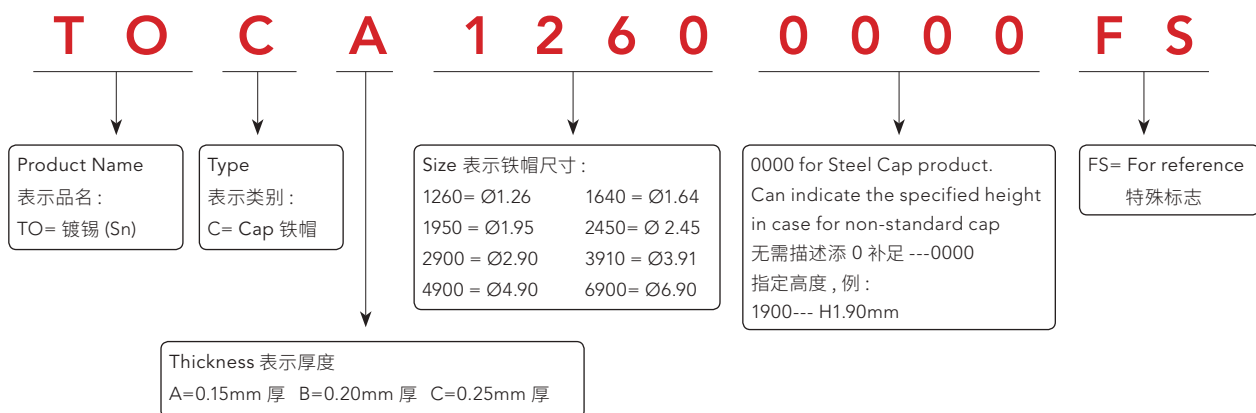 T O C A 1 2 6 0 0 0 0 0 F S
Product Name
表示品名 :
TO= 镀锡 (Sn)
Type
表示类别 :
C= Cap 铁帽
Size 表示铁帽尺寸 :
1260= Ø1.26 1640 = Ø1.64
1950 = Ø1.95 2450= Ø 2.45
2900 = Ø2.90 3910 = Ø3.91
4900 = Ø4.90 6900= Ø6.90
0000 for Steel Cap product.
Can indicate the specified height
in case for non-standard cap
无需描述添 0 补足 ---0000
指定高度 , 例 :
1900--- H1.90mm
FS= For reference
特殊标志
Thickness 表示厚度
A=0.15mm 厚 B=0.20mm 厚 C=0.25mm 厚